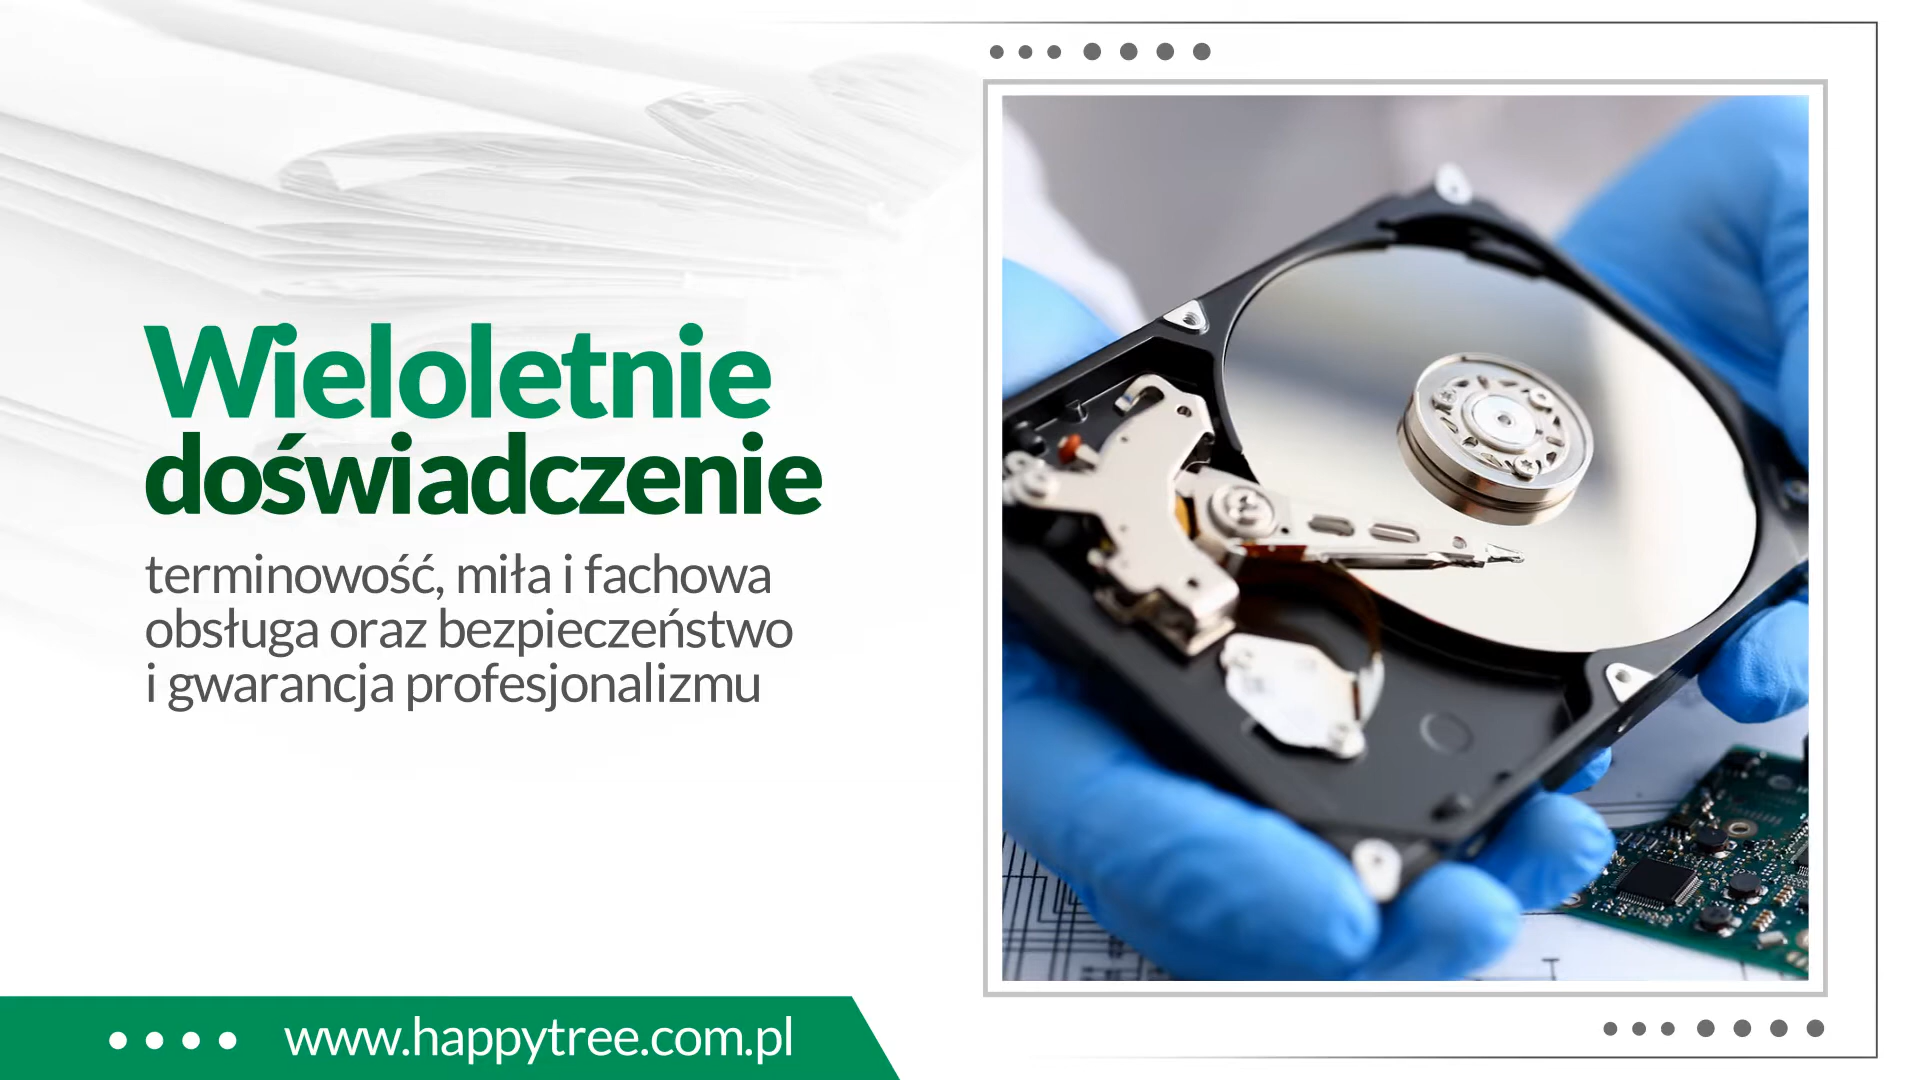 Wieloletnie
doświadczenie
terminowość, miła i fachowa
obsługa oraz bezpieczeństwo
i gwarancja profesjonalizmu
www.happytree.com.pl